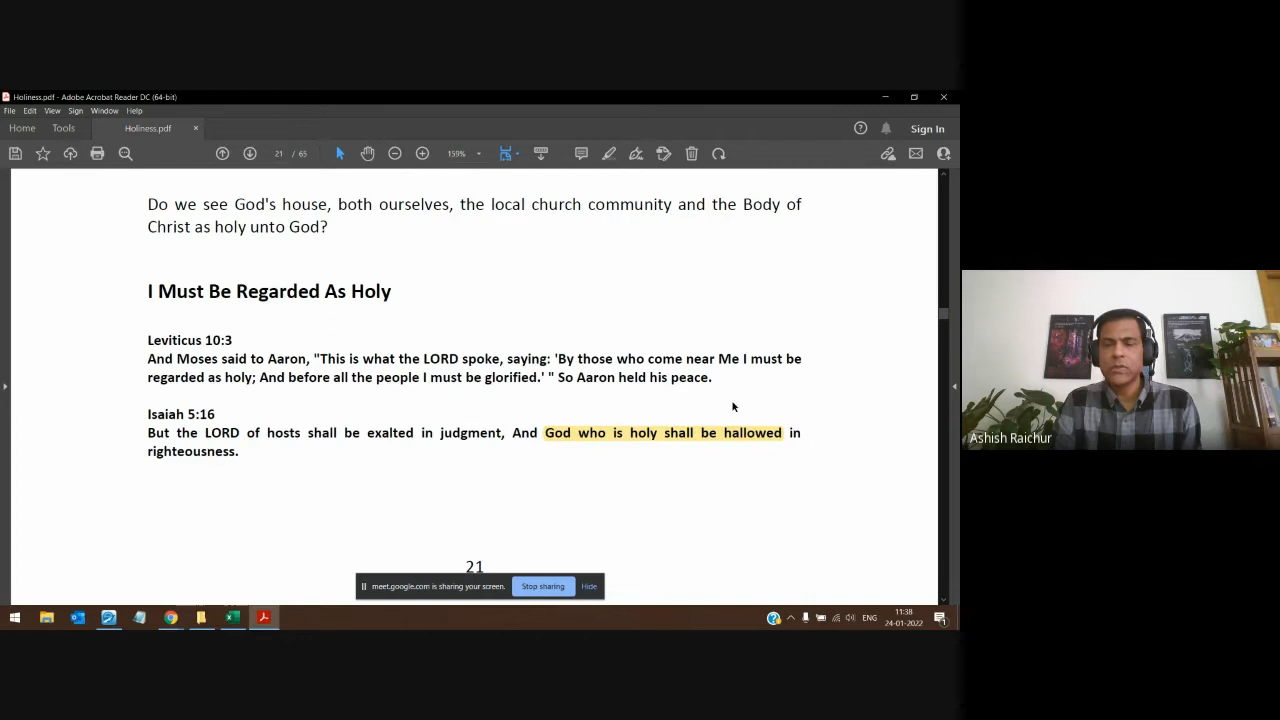 Holiness.pdf - Adobe Acrobat Reader DC (64-bit)
File Edit View Sign Window Help
Home Tools Holiness.pdf × Sign In
21 / 65 159%
Do we see God's house, both ourselves, the local church community and the Body of
Christ as holy unto God?
I Must Be Regarded As Holy
Leviticus 10:3
And Moses said to Aaron, "This is what the LORD spoke, saying: 'By those who come near Me I must be
regarded as holy; And before all the people I must be glorified.' " So Aaron held his peace.
Isaiah 5:16
But the LORD of hosts shall be exalted in judgment, And God who is holy shall be hallowed in
righteousness.
21
meet.google.com is sharing your screen. Stop sharing Hide
ENG
11:38
24-01-2022
Ashish Raichur